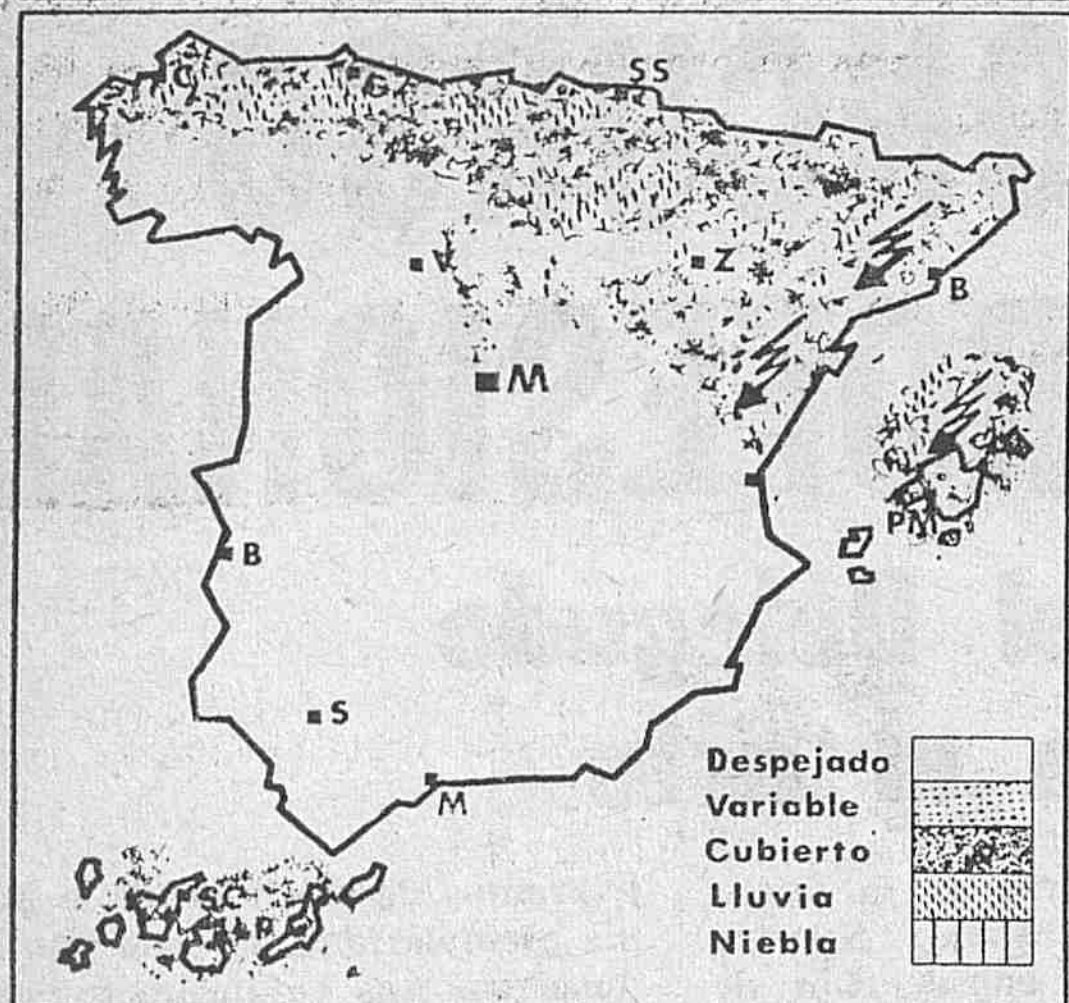 SS
G
V
Z
B
M
PM
B
S
M
SC
Despejado
Variable
Cubierto
Lluvia
Niebla